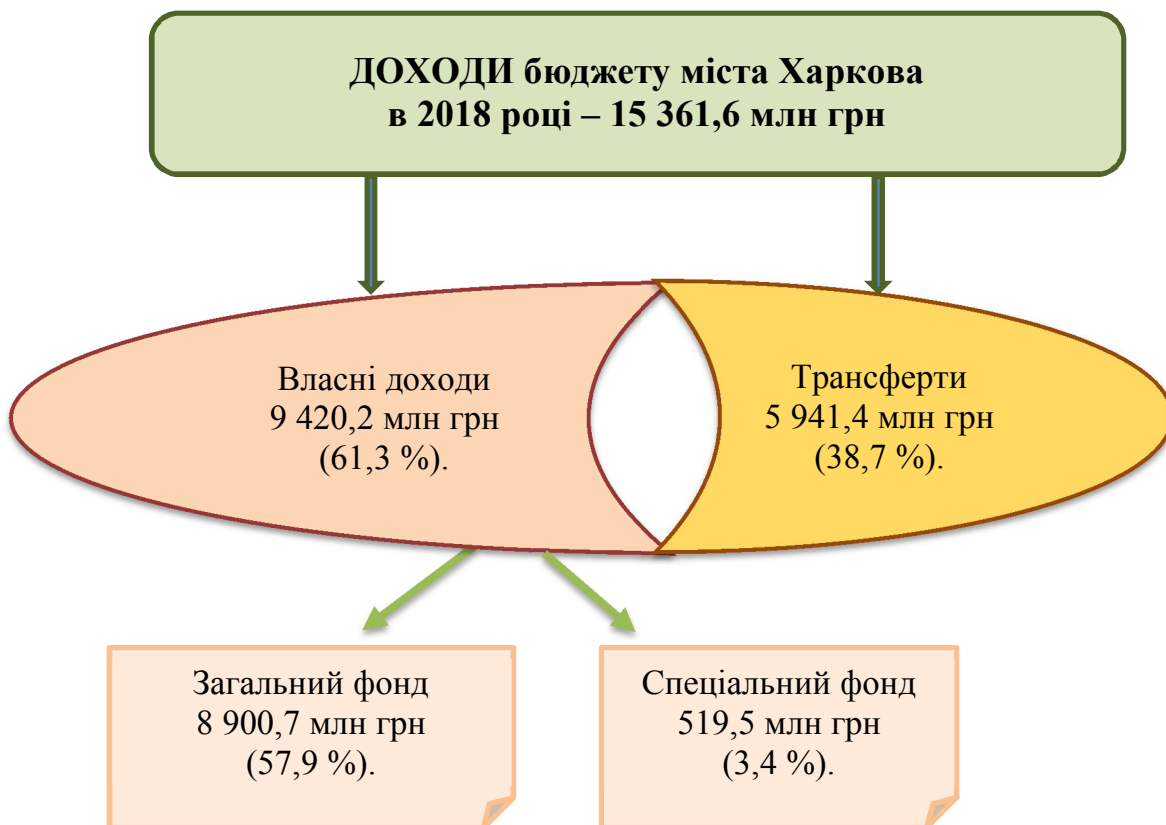 ДОХОДИ бюджету міста Харкова
в 2018 році – 15 361,6 млн грн
Власні доходи
9 420,2 млн грн
(61,3 %).
Трансферти
5 941,4 млн грн
(38,7 %).
Загальний фонд
8 900,7 млн грн
(57,9 %).
Спеціальний фонд
519,5 млн грн
(3,4 %).